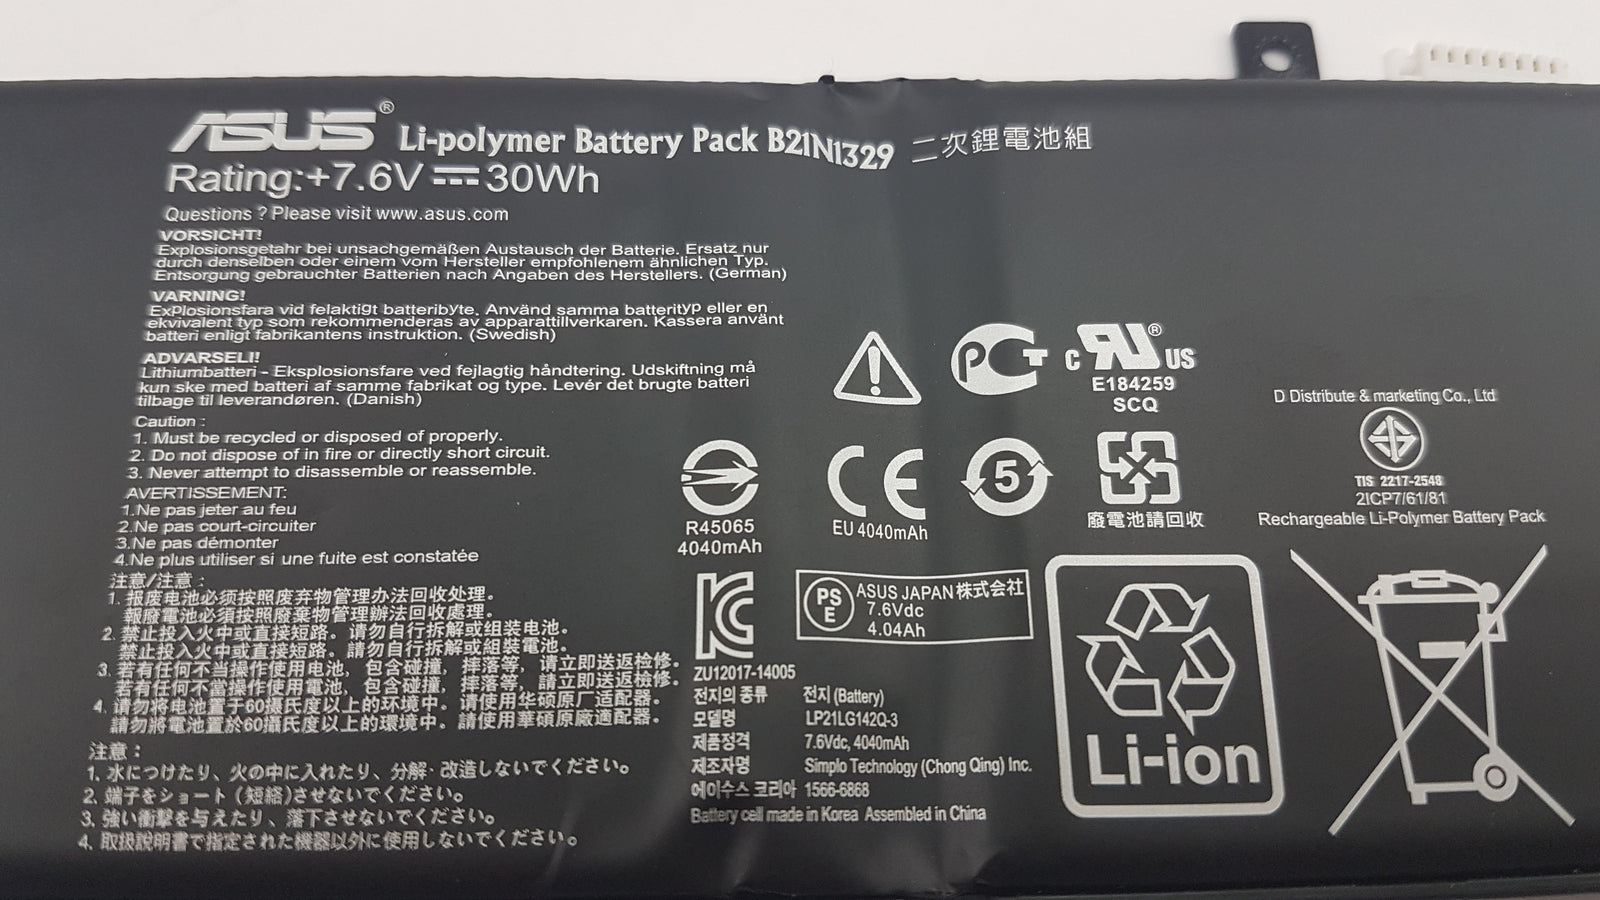 ASUS® Li-polymer Battery Pack B21N1329 二次鋰電池組
Rating:+7.6V 30Wh
Questions ? Please visit www.asus.com
VORSICHT!
Explosionsgetahr bei unsachgemäßen Austausch der Batterie. Ersatz nur
durch denselben oder einem vom Hersteller empfohlenem ähnlichen Typ.
Entsorgung gebrauchter Batterien nach Angaben des Herstellers. (German)
VARNING!
Explosionsfara vid felaktigt batteribyte. Använd samma batterityp eller en
ekvivalent typ som rekommenderas av apparattillverkaren. Kassera använt
batteri enligt fabrikantens instruktion. (Swedish)
ADVARSELI!
Lithiumbatteri - Eksplosionsfare ved fejlagtig håndtering. Udskiftning må
kun ske med batteri af samme fabrikat og type. Levér det brugte batteri
tilbage til leverandøren. (Danish)
Caution :
1. Must be recycled or disposed of properly.
2. Do not dispose of in fire or directly short circuit.
3. Never attempt to disassemble or reassemble.
AVERTISSEMENT:
1.Ne pas jeter au feu
2.Ne pas court-circuiter
3.Ne pas démonter
4.Ne plus utiliser si une fuite est constatée
注意/注意 :
1. 报废电池必须按照废弃物管理办法回收处理。
報廢電池必須按照廢棄物管理辦法回收處理。
2. 禁止投入火中或直接短路。请勿自行拆解或组装电池。
禁止投入火中或直接短路。請勿自行拆解或組裝電池。
3. 若有任何不当操作使用电池，包含碰撞，摔落等，请立即送返检修。
若有任何不當操作使用電池，包含碰撞，摔落等，請立即送返檢修。
4. 请勿将电池置于60攝氏度以上的环境中。请使用华硕原厂适配器。
請勿將電池置於60攝氏度以上的環境中。請使用華碩原廠適配器。
注意：
1. 水につけたり、火の中に入れたり、分解·改造しないでください。
2. 端子をショート（短絡)させないでください。
3. 強い衝撃を与えたり、落下させないでください。
4. 取扱説明書で指定された機器以外に使用しないでください。
PCT
c RU® US
E184259
SCQ
R45065
4040mAh
CE
EU 4040mAh
5
廢電池請回收
D Distribute & marketing Co., Ltd
TIS 2217-2548
2ICP7/61/81
Rechargeable Li-Polymer Battery Pack
KC
PS E
ASUS JAPAN 株式会社
7.6Vdc
4.04Ah
ZU12017-14005
전지의 종류 전지 (Battery)
모델명 LP21LG142Q-3
제품정격 7.6Vdc, 4040mAh
제조자명 Simplo Technology (Chong Qing) Inc.
에이수스 코리아 1566-6868
Battery cell made in Korea Assembled in China
Li-ion